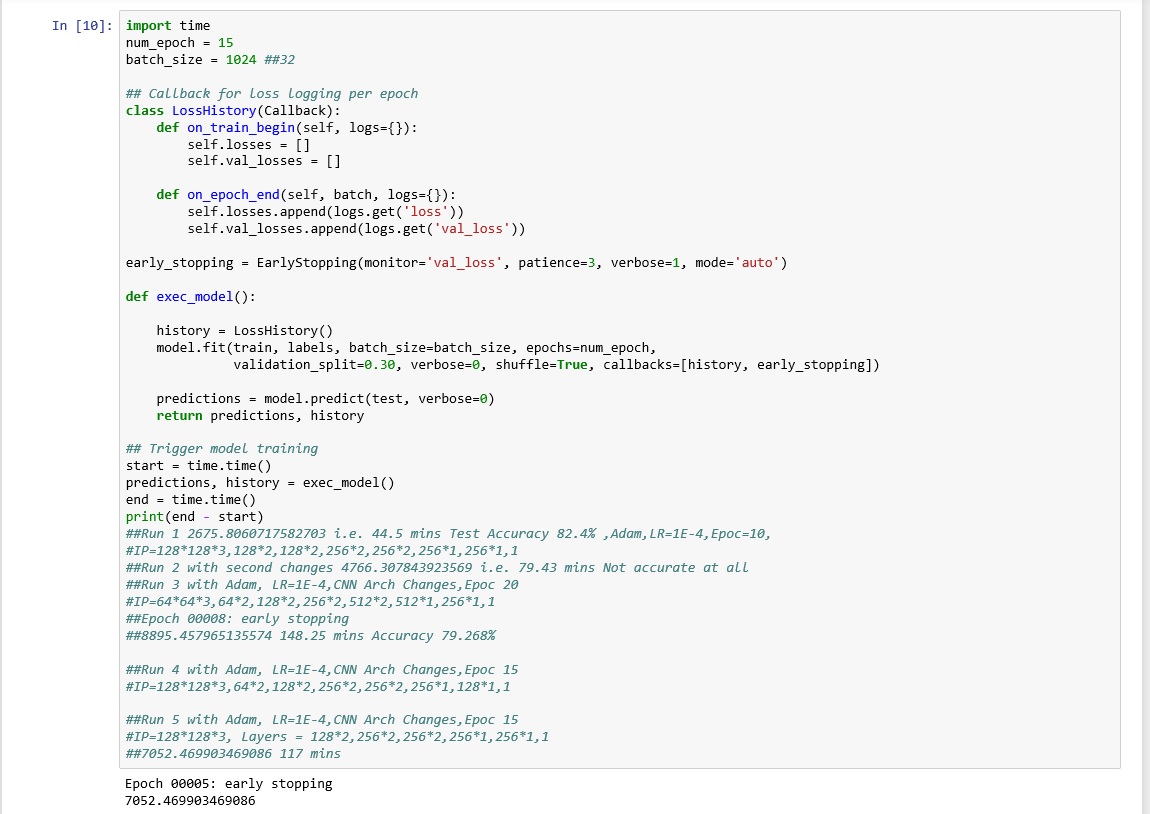 In [10]: import time
num_epoch = 15
batch_size = 1024 ##32
## Callback for loss logging per epoch
class LossHistory(Callback):
    def on_train_begin(self, logs={}):
        self.losses = []
        self.val_losses = []
    def on_epoch_end(self, batch, logs={}):
        self.losses.append(logs.get('loss'))
        self.val_losses.append(logs.get('val_loss'))
early_stopping = EarlyStopping(monitor='val_loss', patience=3, verbose=1, mode='auto')
def exec_model():
    history = LossHistory()
    model.fit(train, labels, batch_size=batch_size, epochs=num_epoch,
              validation_split=0.30, verbose=0, shuffle=True, callbacks=[history, early_stopping])
    predictions = model.predict(test, verbose=0)
    return predictions, history
## Trigger model training
start = time.time()
predictions, history = exec_model()
end = time.time()
print(end - start)
##Run 1 2675.8060717582703 i.e. 44.5 mins Test Accuracy 82.4% ,Adam,LR=1E-4,Epoc=10,
#IP=128*128*3,128*2,128*2,256*2,256*2,256*1,256*1,1
##Run 2 with second changes 4766.307843923569 i.e. 79.43 mins Not accurate at all
##Run 3 with Adam, LR=1E-4,CNN Arch Changes,Epoc 20
#IP=64*64*3,64*2,128*2,256*2,512*2,512*1,256*1,1
##Epoch 00008: early stopping
##8895.457965135574 148.25 mins Accuracy 79.268%
##Run 4 with Adam, LR=1E-4,CNN Arch Changes,Epoc 15
#IP=128*128*3,64*2,128*2,256*2,256*2,256*1,128*1,1
##Run 5 with Adam, LR=1E-4,CNN Arch Changes,Epoc 15
#IP=128*128*3, Layers = 128*2,256*2,256*2,256*1,256*1,1
##7052.469903469086 117 mins
Epoch 00005: early stopping
7052.469903469086